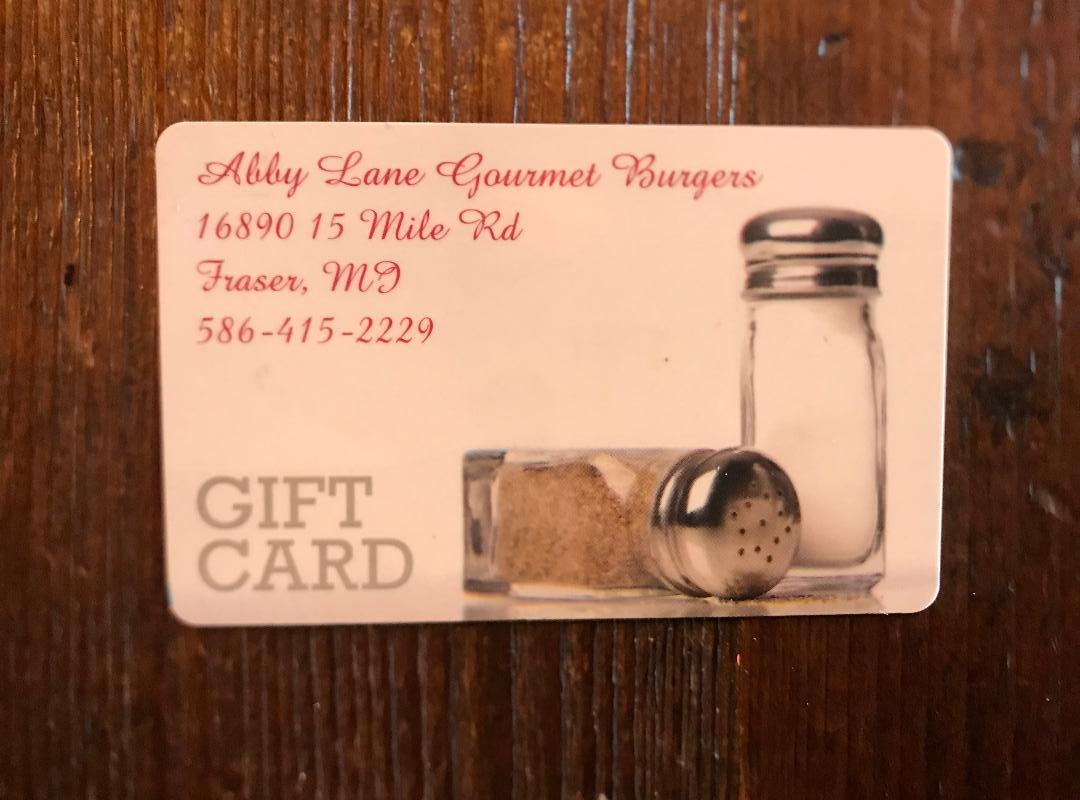 Abby Lane Gourmet Burgers
16890 15 Mile Rd
Fraser, MI
586-415-2229
GIFT
CARD